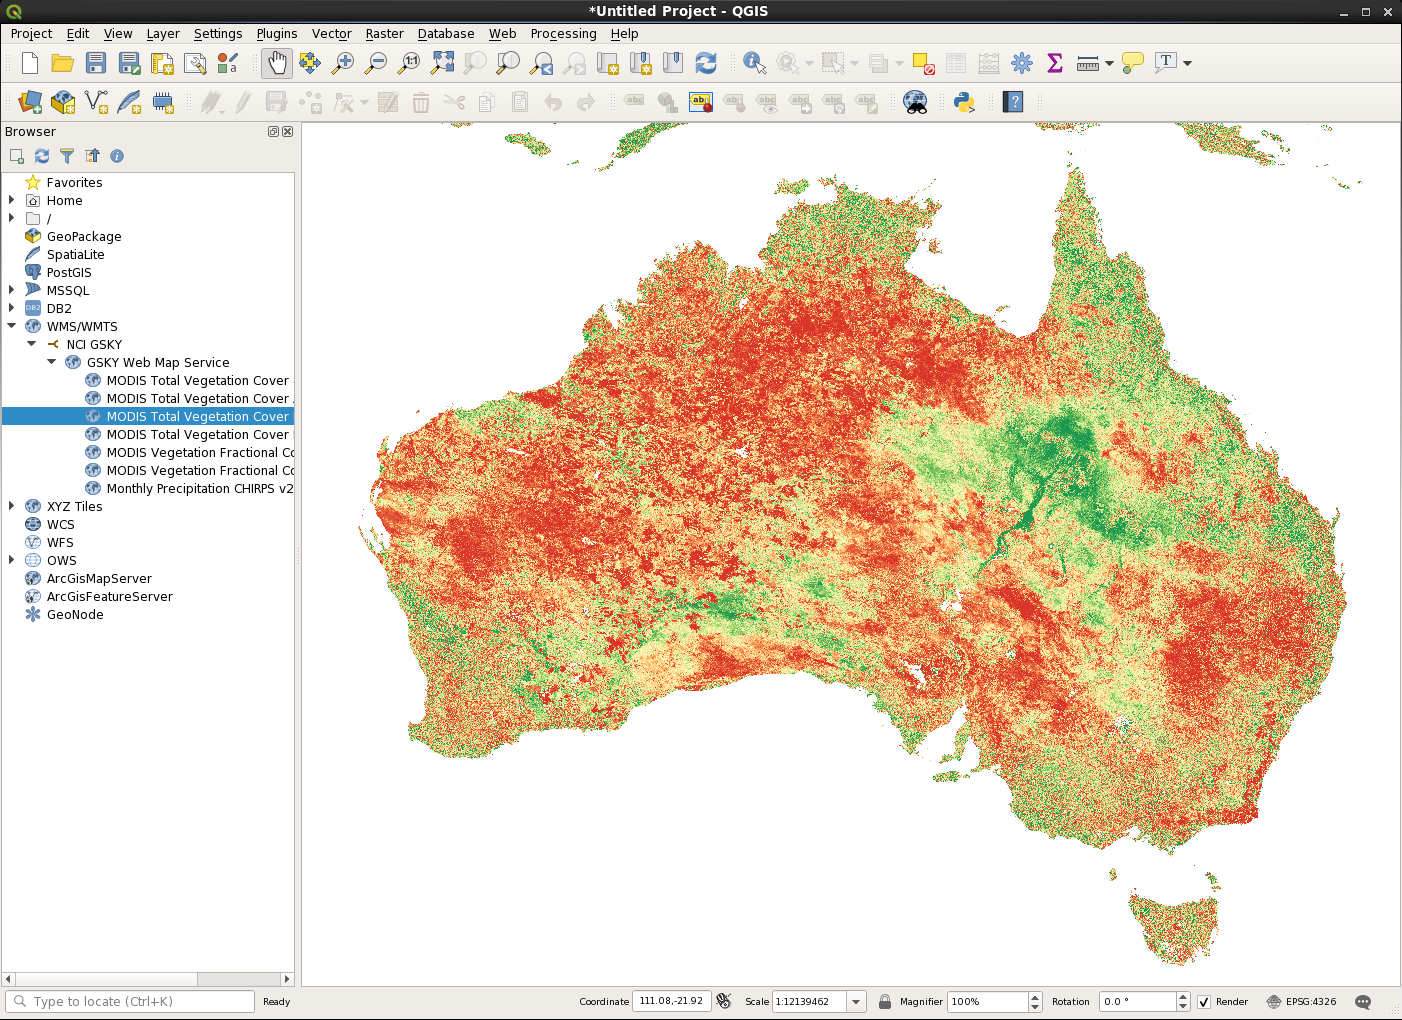 *Untitled Project - QGIS
Project Edit View Layer Settings Plugins Vector Raster Database Web Processing Help
Browser
Favorites
Home
/
GeoPackage
SpatiaLite
PostGIS
MSSQL
DB2
WMS/WMTS
NCI GSKY
GSKY Web Map Service
MODIS Total Vegetation Cover
MODIS Total Vegetation Cover
MODIS Total Vegetation Cover
MODIS Total Vegetation Cover
MODIS Vegetation Fractional Co
MODIS Vegetation Fractional Co
Monthly Precipitation CHIRPS v2
XYZ Tiles
WCS
WFS
OWS
ArcGisMapServer
ArcGisFeatureServer
GeoNode
Type to locate (Ctrl+K) Ready Coordinate 111.08,-21.92 Scale 1:12139462 Magnifier 100% Rotation 0.0 ° Render EPSG:4326